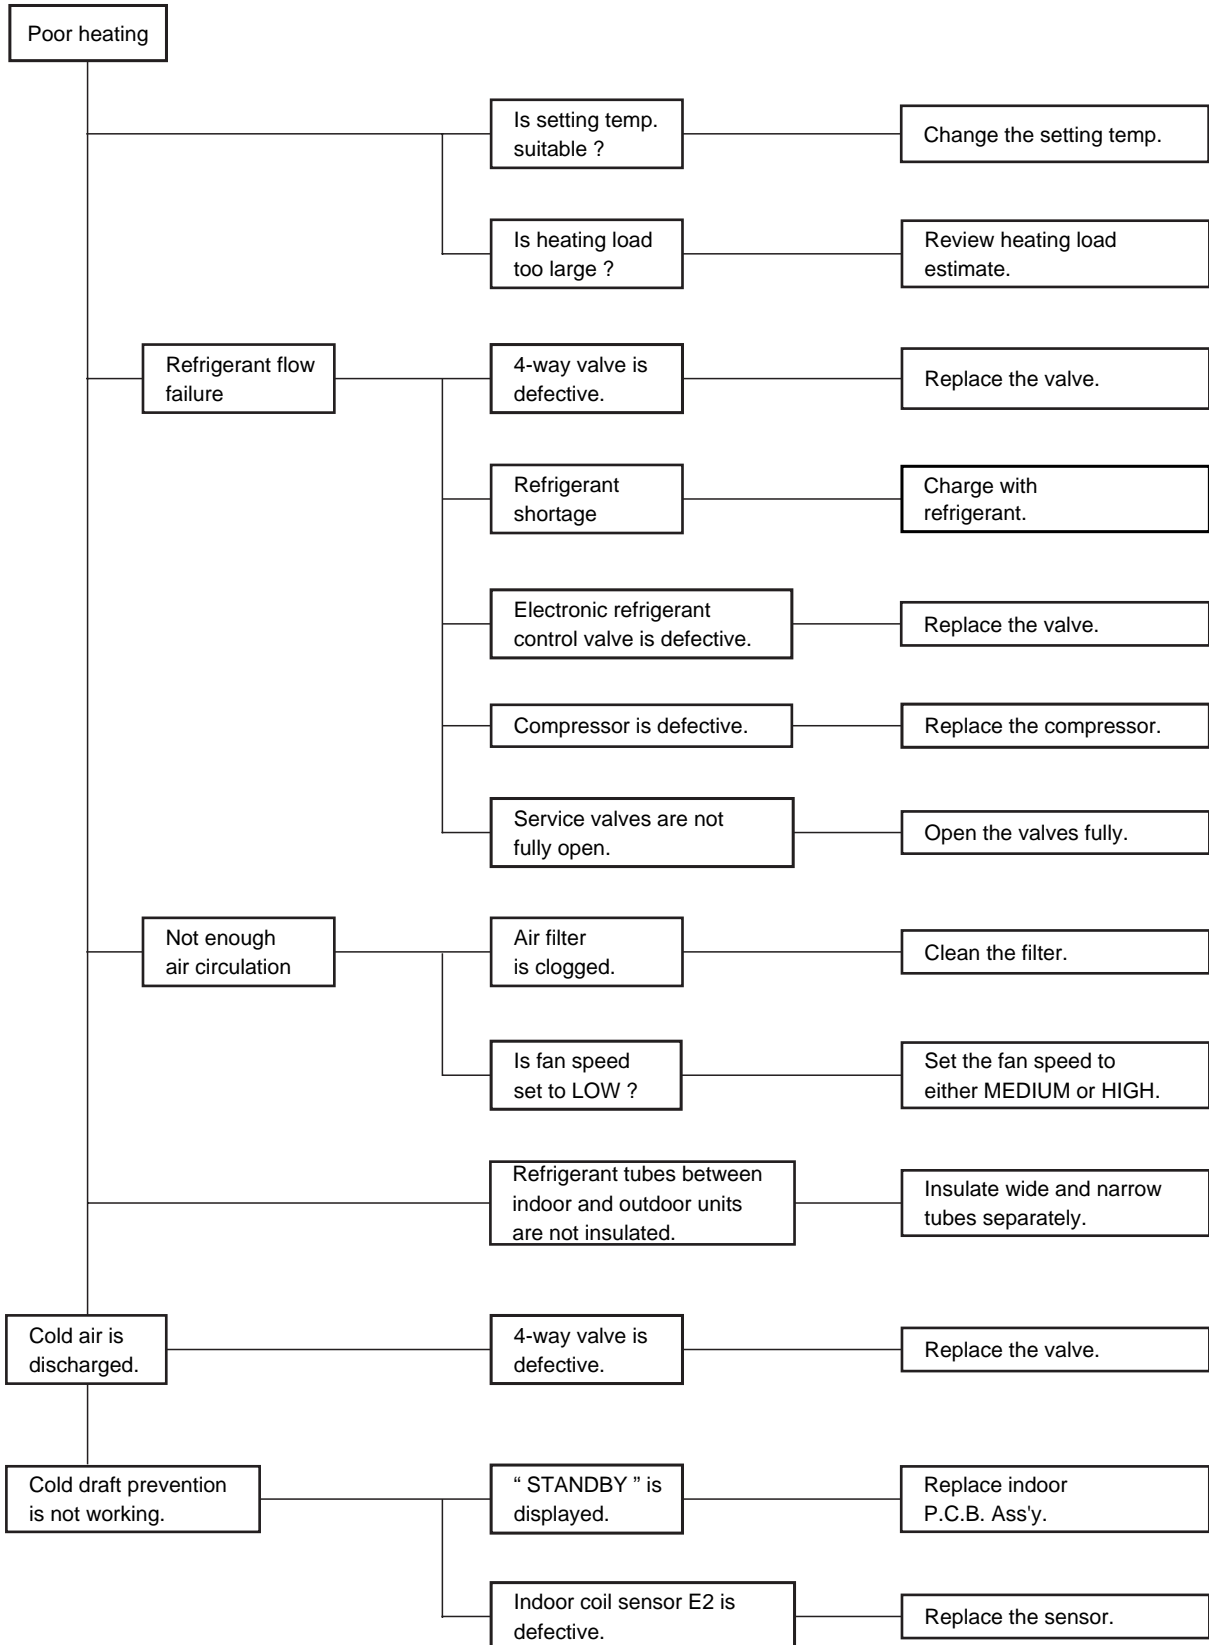 Poor heating
Is setting temp.
suitable ?
Change the setting temp.
Is heating load
too large ?
Review heating load
estimate.
Refrigerant flow
failure
4-way valve is
defective.
Replace the valve.
Refrigerant
shortage
Charge with
refrigerant.
Electronic refrigerant
control valve is defective.
Replace the valve.
Compressor is defective.
Replace the compressor.
Service valves are not
fully open.
Open the valves fully.
Not enough
air circulation
Air filter
is clogged.
Clean the filter.
Is fan speed
set to LOW ?
Set the fan speed to
either MEDIUM or HIGH.
Refrigerant tubes between
indoor and outdoor units
are not insulated.
Insulate wide and narrow
tubes separately.
Cold air is
discharged.
4-way valve is
defective.
Replace the valve.
Cold draft prevention
is not working.
“ STANDBY ” is
displayed.
Replace indoor
P.C.B. Ass'y.
Indoor coil sensor E2 is
defective.
Replace the sensor.